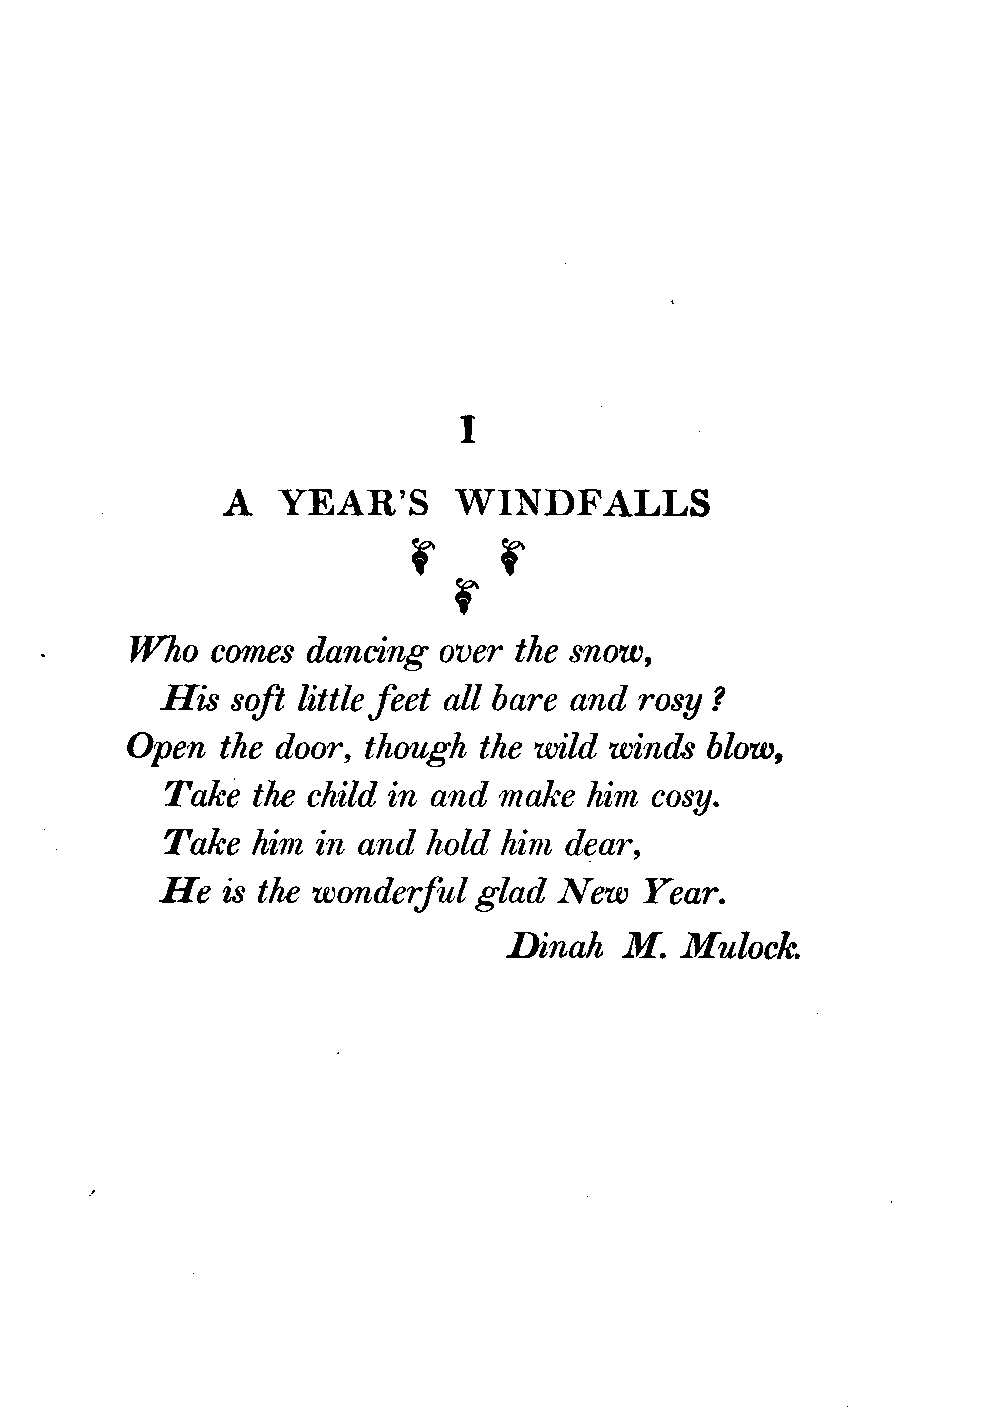 I
A YEAR'S WINDFALLS
Who comes dancing over the snow,
His soft little feet all bare and rosy?
Open the door, though the wild winds blow,
Take the child in and make him cosy.
Take him in and hold him dear,
He is the wonderful glad New Year.
Dinah M. Mulock.